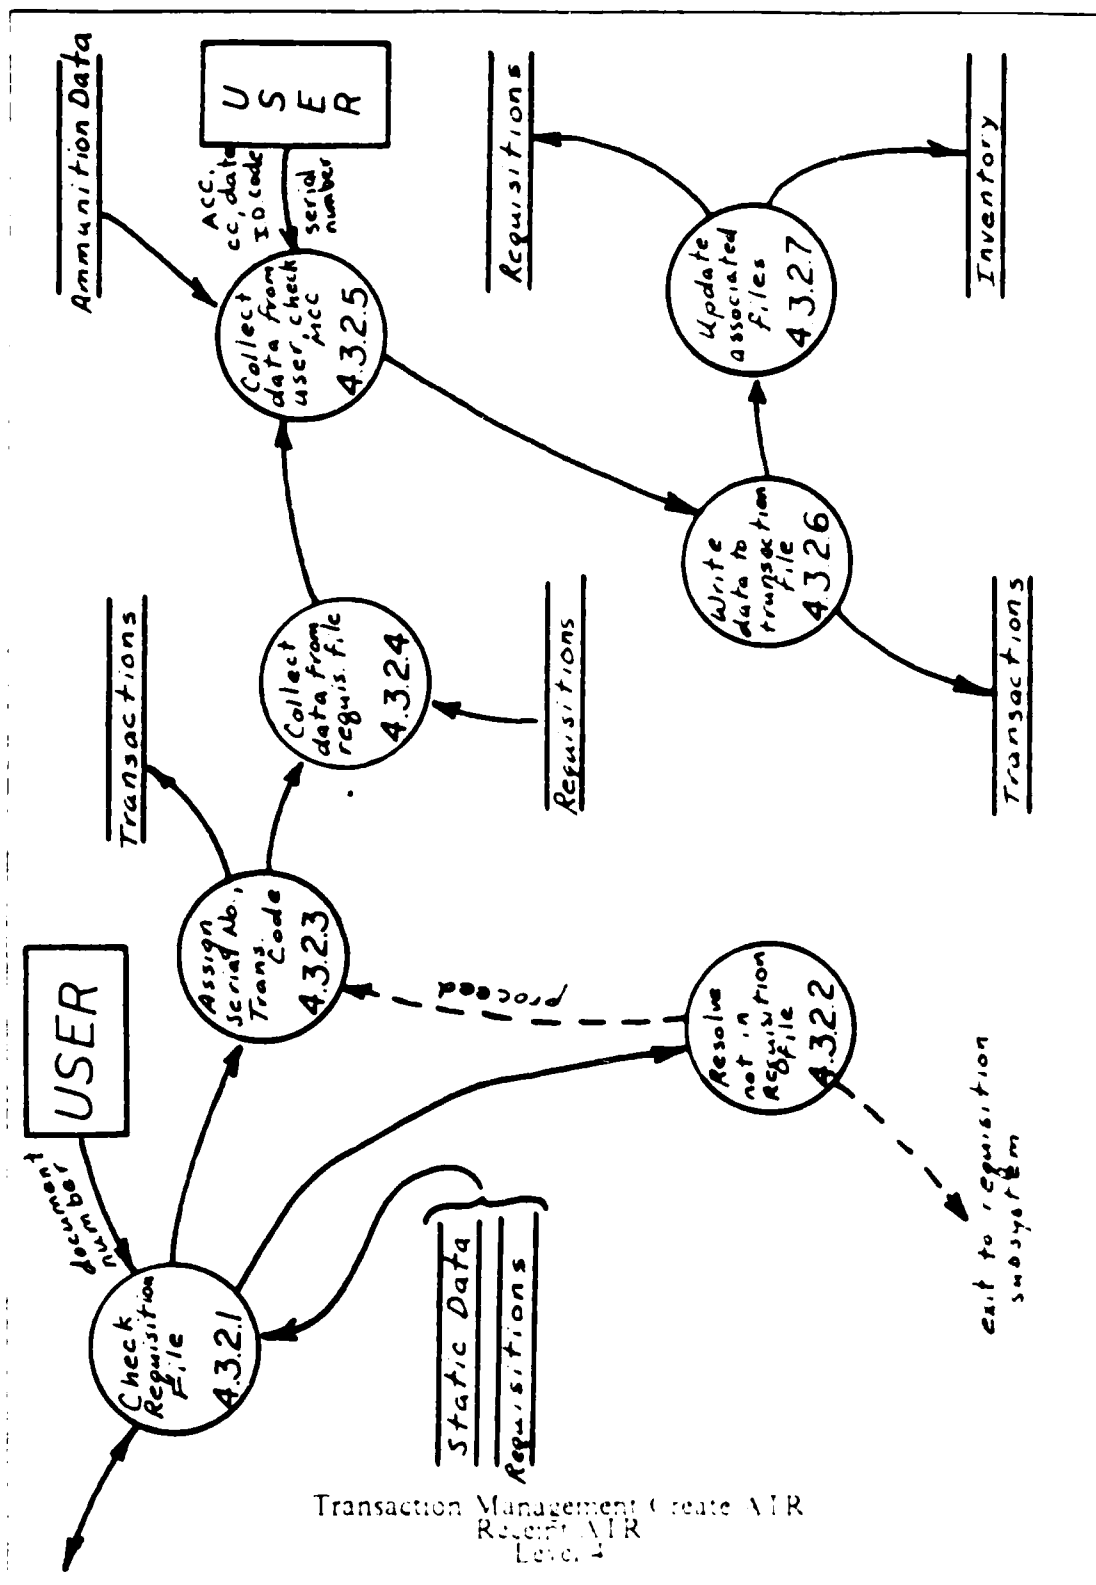 USER
document
number
Check
Requisition
File
4.3.2.1
Static Data
Requisitions
Resolve
not in
Requisition
File
4.3.2.2
proceed
exit to requisition
subsystem
Assign
Serial No.,
Trans.
Code
4.3.2.3
Transactions
Collect
data from
requis. file
4.3.2.4
Requisitions
Ammunition Data
USER
ACC,
CC, date
ID code
serial
number
Collect
data from
user, check
MCC
4.3.2.5
Write
data to
transaction
file
4.3.2.6
Transactions
Update
associated
files
4.3.2.7
Requisitions
Inventory
Transaction Management Create ATR
Receipt ATR
Level 4